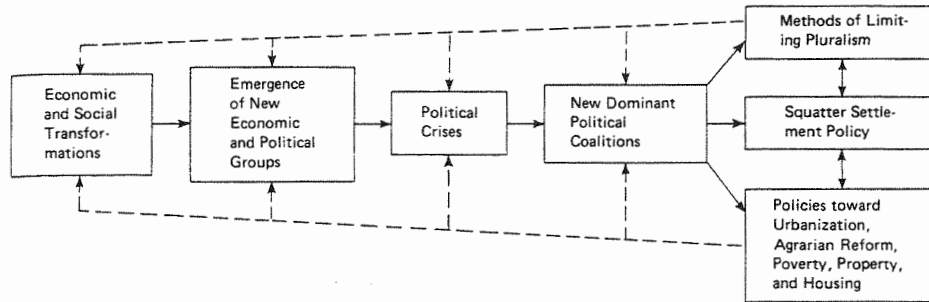 Methods of Limit-
ing Pluralism
Economic
and Social
Transfor-
mations
Emergence
of New
Economic
and Political
Groups
Political
Crises
New Dominant
Political
Coalitions
Squatter Settle-
ment Policy
Policies toward
Urbanization,
Agrarian Reform,
Poverty, Property,
and Housing